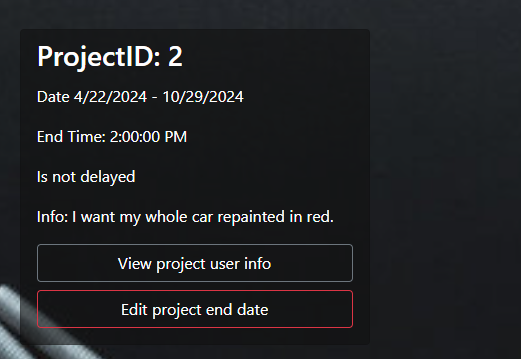 ProjectID: 2
Date 4/22/2024 - 10/29/2024
End Time: 2:00:00 PM
Is not delayed
Info: I want my whole car repainted in red.
View project user info
Edit project end date